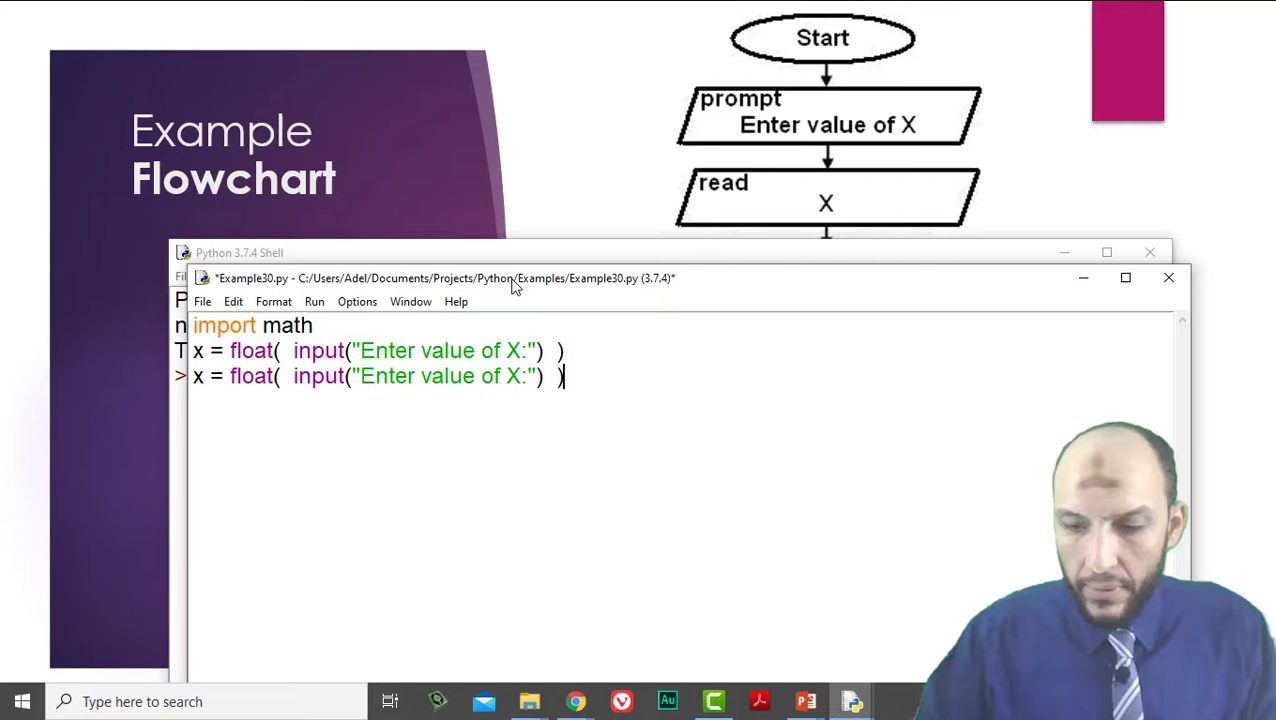 Example
Flowchart
Start
prompt
Enter value of X
read
X
Python 3.7.4 Shell
*Example30.py - C:/Users/Adel/Documents/Projects/Python/Examples/Example30.py (3.7.4)*
Fi
File Edit Format Run Options Window Help
P
n
T
>
import math
x = float(  input("Enter value of X:")  )
x = float(  input("Enter value of X:")  )
Type here to search
Au